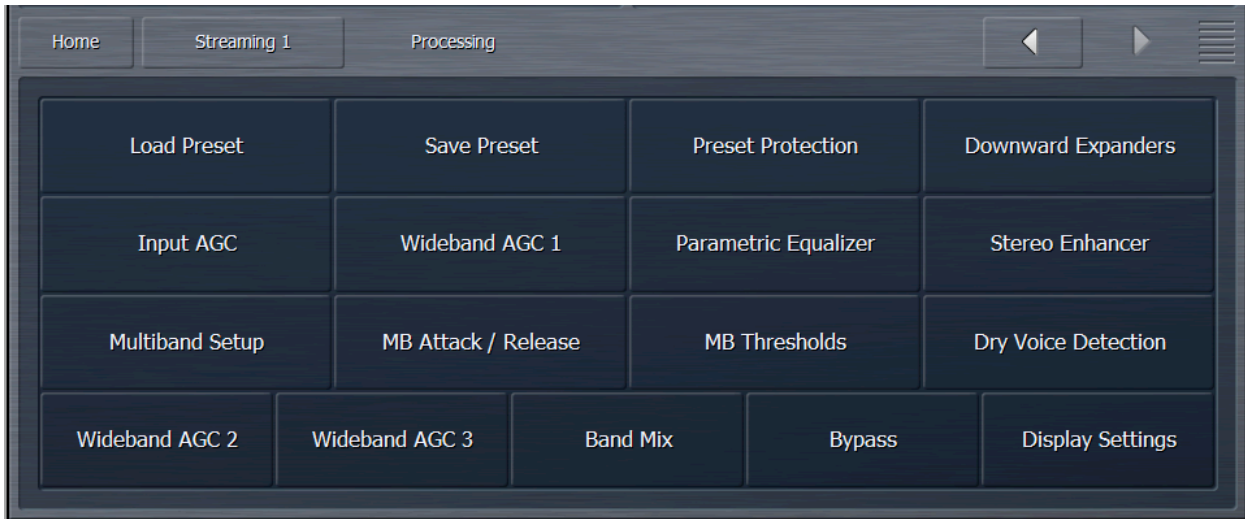 Home Streaming 1 Processing
Load Preset Save Preset Preset Protection Downward Expanders
Input AGC Wideband AGC 1 Parametric Equalizer Stereo Enhancer
Multiband Setup MB Attack / Release MB Thresholds Dry Voice Detection
Wideband AGC 2 Wideband AGC 3 Band Mix Bypass Display Settings